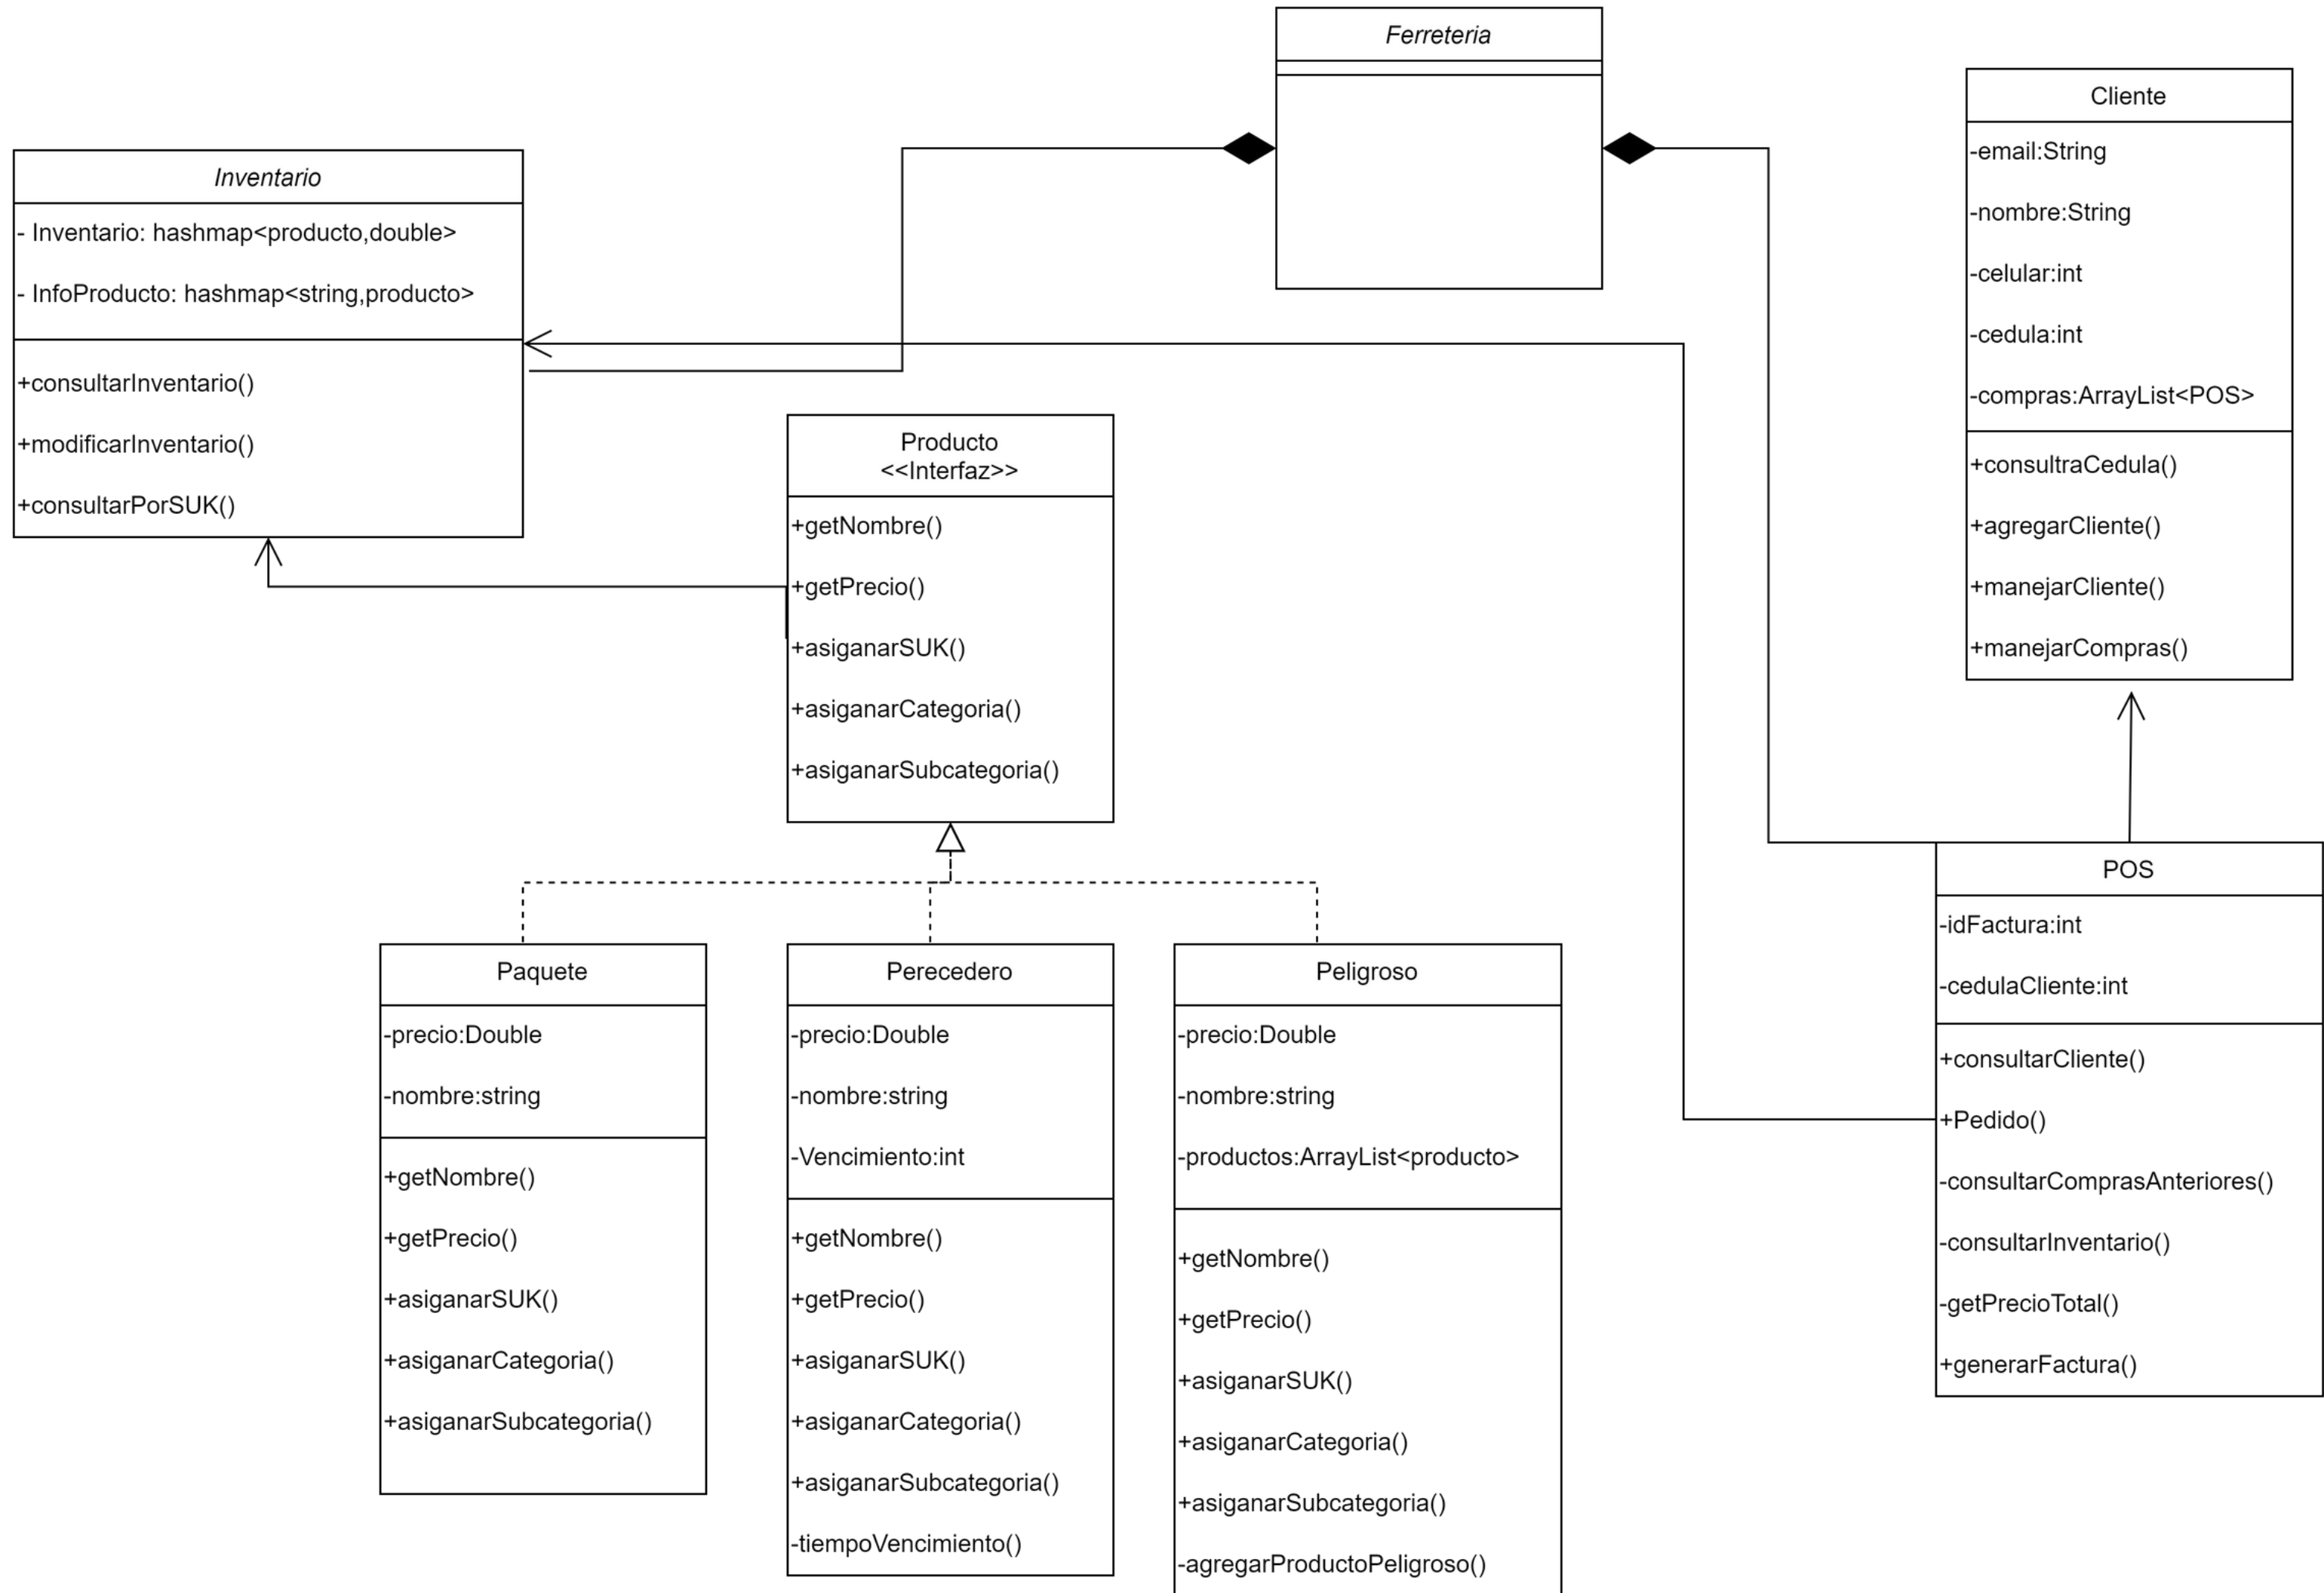 Ferreteria
Cliente
-email:String
-nombre:String
-celular:int
-cedula:int
-compras:ArrayList<POS>
+consultraCedula()
+agregarCliente()
+manejarCliente()
+manejarCompras()
Inventario
- Inventario: hashmap<producto,double>
- InfoProducto: hashmap<string,producto>
+consultarInventario()
+modificarInventario()
+consultarPorSUK()
Producto
<<Interfaz>>
+getNombre()
+getPrecio()
+asiganarSUK()
+asiganarCategoria()
+asiganarSubcategoria()
Paquete
-precio:Double
-nombre:string
+getNombre()
+getPrecio()
+asiganarSUK()
+asiganarCategoria()
+asiganarSubcategoria()
Perecedero
-precio:Double
-nombre:string
-Vencimiento:int
+getNombre()
+getPrecio()
+asiganarSUK()
+asiganarCategoria()
+asiganarSubcategoria()
-tiempoVencimiento()
Peligroso
-precio:Double
-nombre:string
-productos:ArrayList<producto>
+getNombre()
+getPrecio()
+asiganarSUK()
+asiganarCategoria()
+asiganarSubcategoria()
-agregarProductoPeligroso()
POS
-idFactura:int
-cedulaCliente:int
+consultarCliente()
+Pedido()
-consultarComprasAnteriores()
-consultarInventario()
-getPrecioTotal()
+generarFactura()